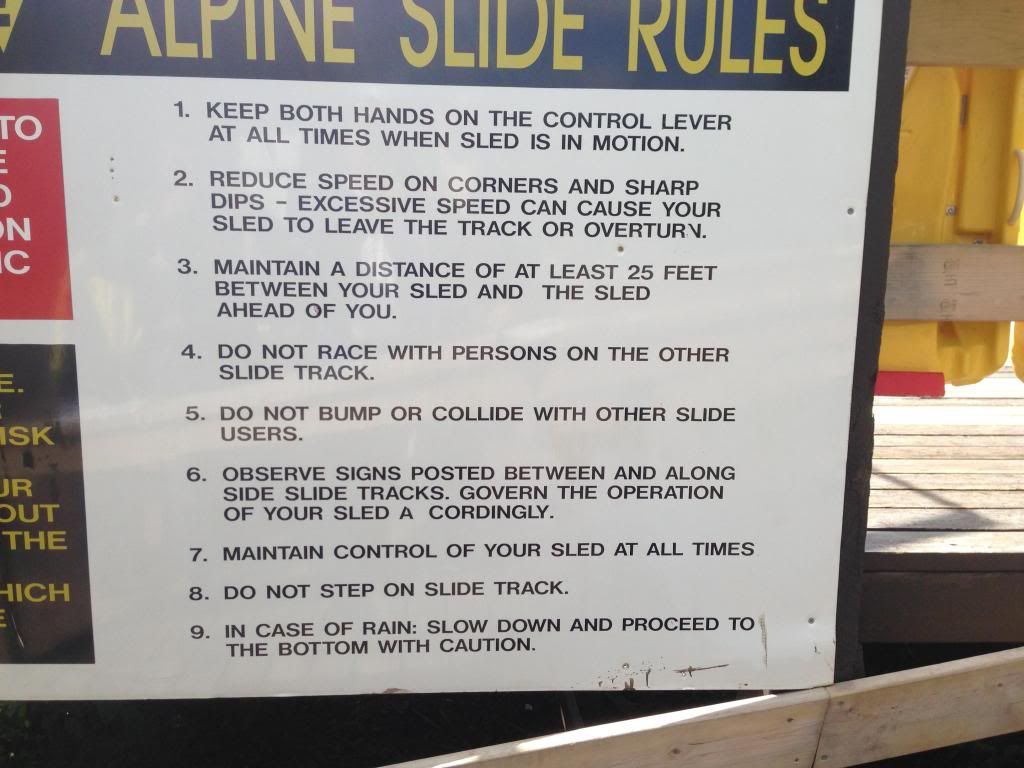 ALPINE SLIDE RULES
1. KEEP BOTH HANDS ON THE CONTROL LEVER
AT ALL TIMES WHEN SLED IS IN MOTION.
2. REDUCE SPEED ON CORNERS AND SHARP
DIPS - EXCESSIVE SPEED CAN CAUSE YOUR
SLED TO LEAVE THE TRACK OR OVERTURN.
3. MAINTAIN A DISTANCE OF AT LEAST 25 FEET
BETWEEN YOUR SLED AND THE SLED
AHEAD OF YOU.
4. DO NOT RACE WITH PERSONS ON THE OTHER
SLIDE TRACK.
5. DO NOT BUMP OR COLLIDE WITH OTHER SLIDE
USERS.
6. OBSERVE SIGNS POSTED BETWEEN AND ALONG
SIDE SLIDE TRACKS. GOVERN THE OPERATION
OF YOUR SLED A CORDINGLY.
7. MAINTAIN CONTROL OF YOUR SLED AT ALL TIMES
8. DO NOT STEP ON SLIDE TRACK.
9. IN CASE OF RAIN: SLOW DOWN AND PROCEED TO
THE BOTTOM WITH CAUTION.
TO
E
ON
IC
E.
ISK
UR
OUT
THE
HICH
E